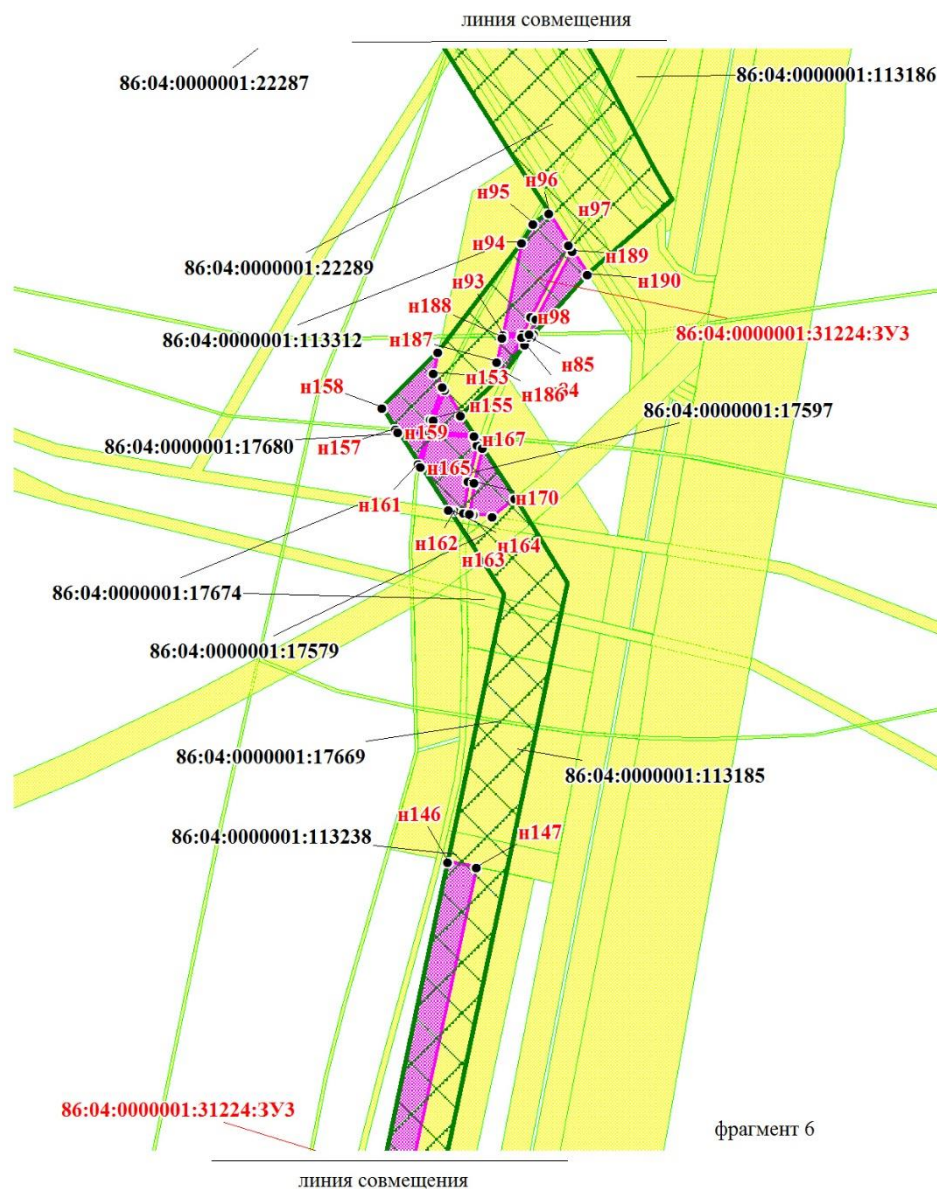 линия совмещения
86:04:0000001:22287
86:04:0000001:113186
н96
н95
н97
н94
н189
86:04:0000001:22289
н93
н190
н188
н98
86:04:0000001:113312
н187
86:04:0000001:31224:ЗУ3
н85
н153
н158
н186
84
н155
86:04:0000001:17597
86:04:0000001:17680
н157
н159
н167
н165
н161
н170
н162
н164
н163
86:04:0000001:17674
86:04:0000001:17579
86:04:0000001:17669
86:04:0000001:113185
н146
86:04:0000001:113238
н147
86:04:0000001:31224:ЗУ3
фрагмент 6
линия совмещения